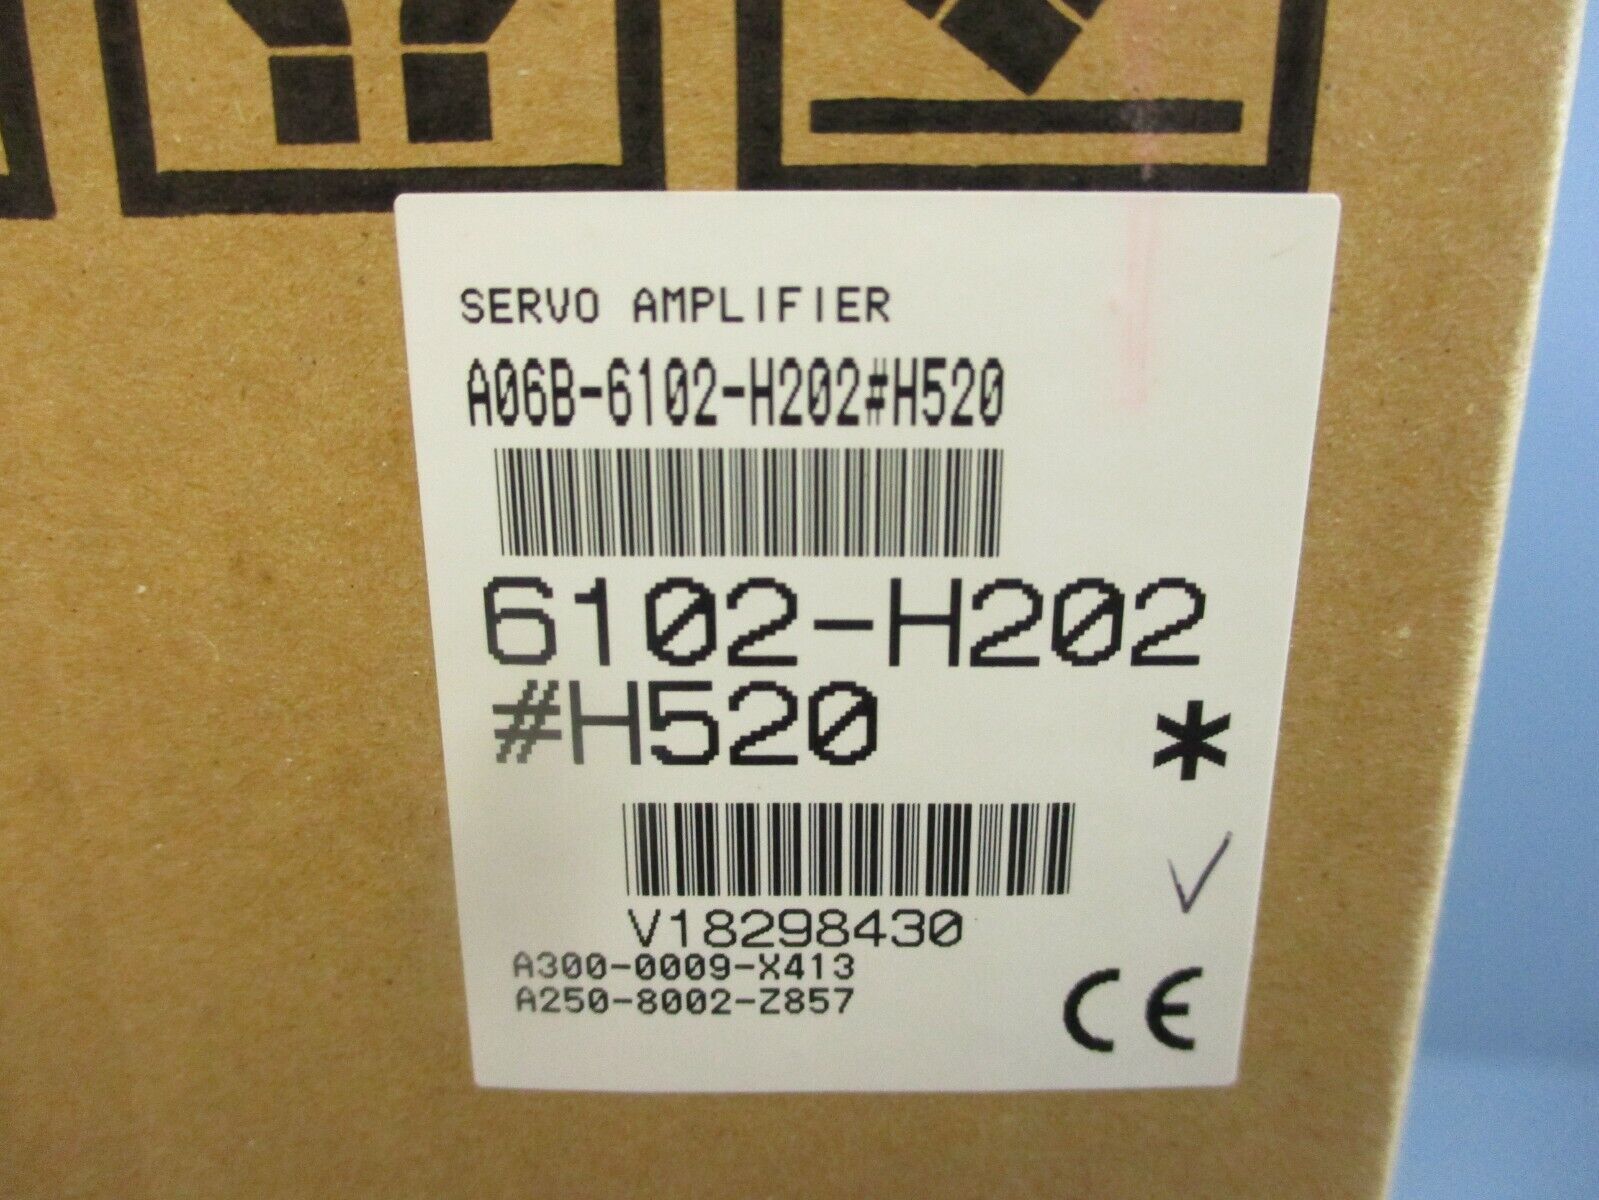 SERVO AMPLIFIER
A06B-6102-H202#H520
6102-H202
#H520
*
V18298430
A300-0009-X413
A250-8002-Z857
CE